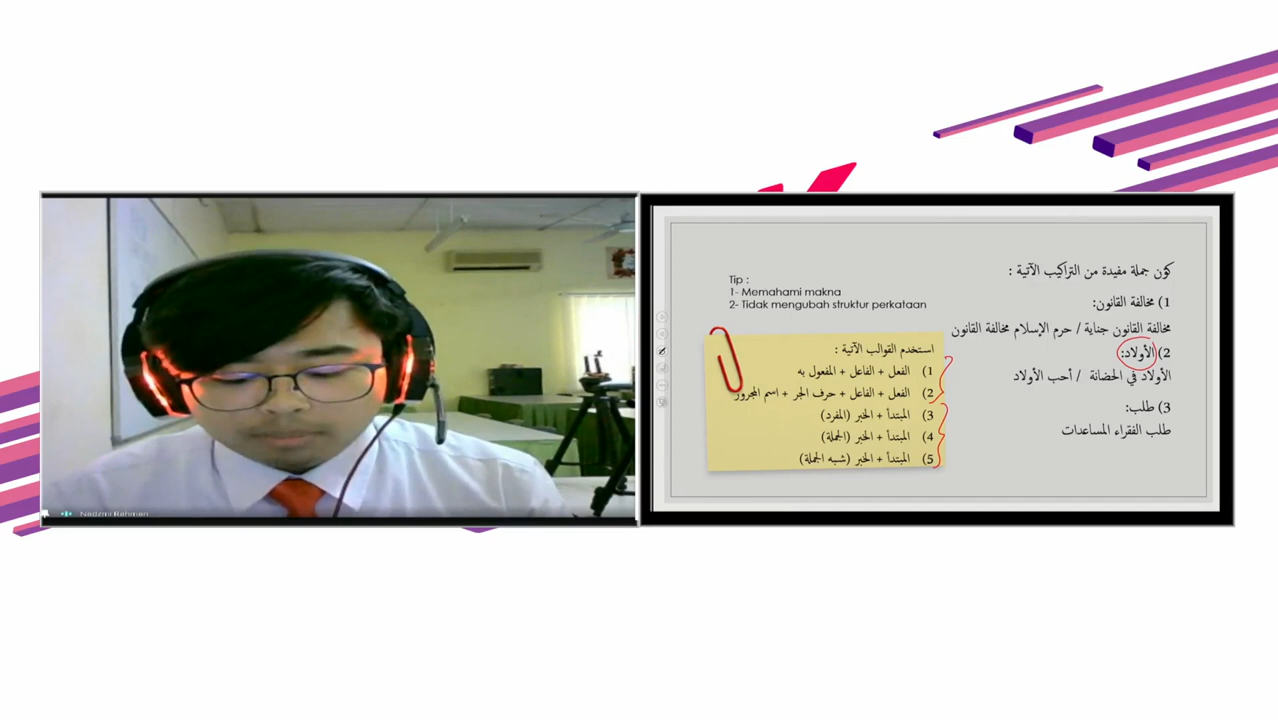 Nadzmi Rahman
Tip :
1- Memahami makna
2- Tidak mengubah struktur perkataan
استخدم القوالب الآتية :
1) الفعل + الفاعل + المفعول به
2) الفعل + الفاعل + حرف الجر + اسم المجرور
3) المبتدأ + الخبر (المفرد)
4) المبتدأ + الخبر (الجملة)
5) المبتدأ + الخبر (شبه الجملة)
كون جملة مفيدة من التراكيب الآتية :
1) مخالفة القانون:
مخالفة القانون جناية / حرم الإسلام مخالفة القانون
2) الأولاد:
الأولاد في الحضانة / أحب الأولاد
3) طلب:
طلب الفقراء المساعدات